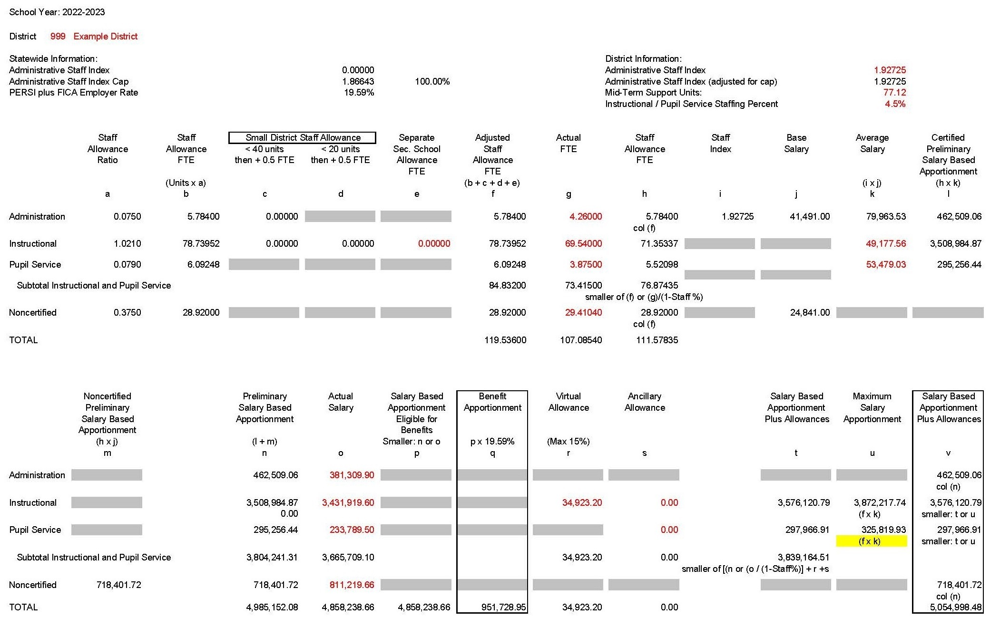 School Year: 2022-2023
District 999 Example District
Statewide Information: District Information:
Administrative Staff Index 0.00000 Administrative Staff Index 1.92725
Administrative Staff Index Cap 1.86643 100.00% Administrative Staff Index (adjusted for cap) 1.92725
PERSI plus FICA Employer Rate 19.59% Mid-Term Support Units: 77.12
Instructional / Pupil Service Staffing Percent 4.5%
Staff Staff Small District Staff Allowance Separate Adjusted Actual Staff Staff Base Average Certified
Allowance Allowance < 40 units < 20 units Sec. School Staff FTE Allowance Index Salary Salary Preliminary
Ratio FTE then + 0.5 FTE then + 0.5 FTE Allowance Allowance FTE Salary Based
FTE FTE Apportionment
(Units x a) (b + c + d + e) (i x j) (h x k)
a b c d e f g h i j k l
Administration 0.0750 5.78400 0.00000 5.78400 4.26000 5.78400 1.92725 41,491.00 79,963.53 462,509.06
col (f)
Instructional 1.0210 78.73952 0.00000 0.00000 0.00000 78.73952 69.54000 71.35337 49,177.56 3,508,984.87
Pupil Service 0.0790 6.09248 6.09248 3.87500 5.52098 53,479.03 295,256.44
Subtotal Instructional and Pupil Service 84.83200 73.41500 76.87435
smaller of (f) or (g)/(1-Staff %)
Noncertified 0.3750 28.92000 28.92000 29.41040 28.92000 24,841.00
col (f)
TOTAL 119.53600 107.08540 111.57835
Noncertified Preliminary Actual Salary Based Benefit Virtual Ancillary Salary Based Maximum Salary Based
Preliminary Salary Based Salary Apportionment Apportionment Allowance Allowance Apportionment Salary Apportionment
Salary Based Apportionment Eligible for Plus Allowances Apportionment Plus Allowances
Apportionment Benefits
(h x j) (l + m) Smaller: n or o p x 19.59% (Max 15%)
m n o p q r s t u v
Administration 462,509.06 381,309.90 462,509.06
col (n)
Instructional 3,508,984.87 3,431,919.60 34,923.20 0.00 3,576,120.79 3,872,217.74 3,576,120.79
0.00 (f x k) smaller: t or u
Pupil Service 295,256.44 233,789.50 0.00 297,966.91 325,819.93 297,966.91
(f x k) smaller: t or u
Subtotal Instructional and Pupil Service 3,804,241.31 3,665,709.10 34,923.20 0.00 3,839,164.51
smaller of [(n or (o / (1-Staff%)] + r +s
Noncertified 718,401.72 718,401.72 811,219.66 718,401.72
col (n)
TOTAL 4,985,152.08 4,858,238.66 4,858,238.66 951,728.95 34,923.20 0.00 5,054,998.48